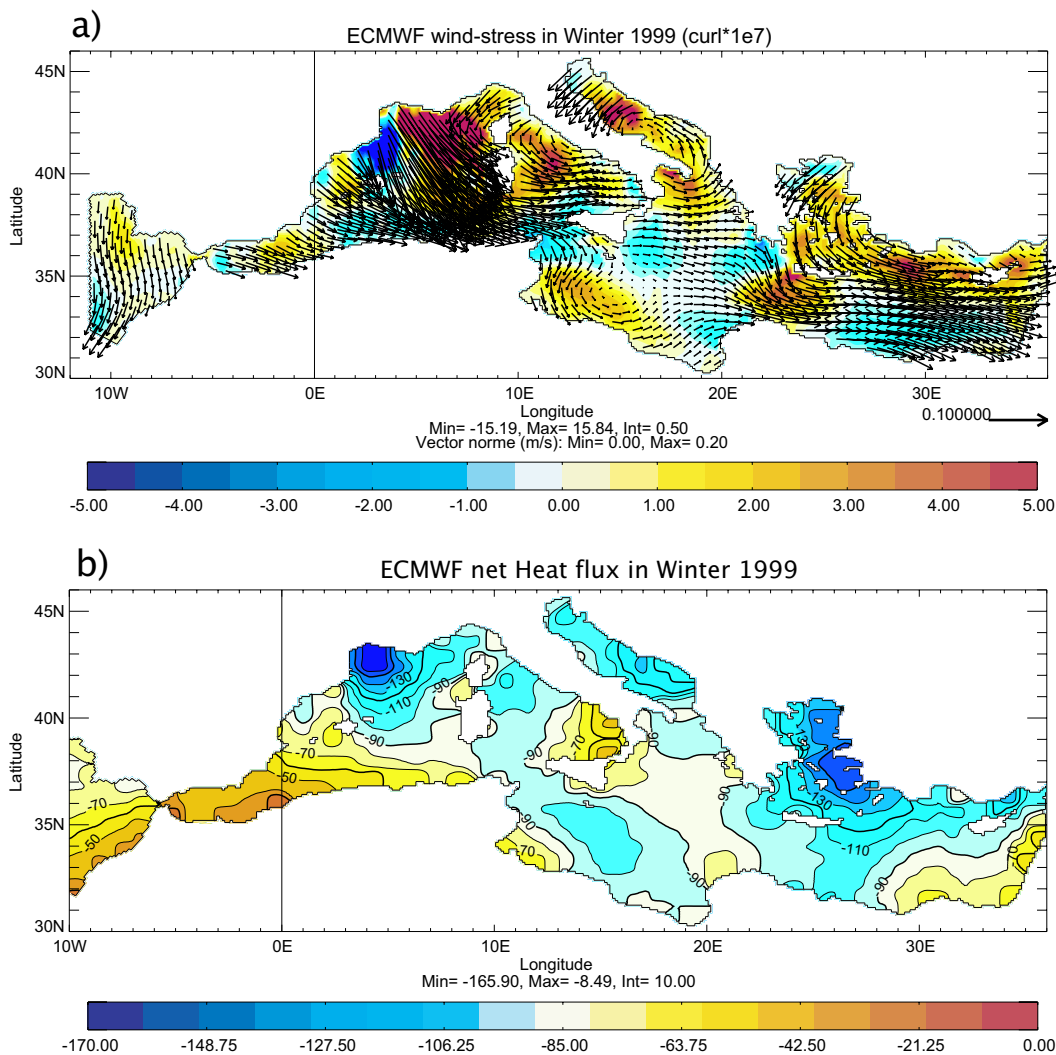 a)
ECMWF wind-stress in Winter 1999 (curl*1e7)
45N
40N
35N
30N
Latitude
10W 0E 10E 20E 30E
Longitude
0.100000
Min= -15.19, Max= 15.84, Int= 0.50
Vector norme (m/s): Min= 0.00, Max= 0.20
-5.00 -4.00 -3.00 -2.00 -1.00 0.00 1.00 2.00 3.00 4.00 5.00
b)
ECMWF net Heat flux in Winter 1999
45N
40N
35N
30N
Latitude
-130
-110
-90
-90
-70
-50
-70
-50
-90
-70
-90
-90
-70
-90
-90
-130
-110
-90
10W 0E 10E 20E 30E
Longitude
Min= -165.90, Max= -8.49, Int= 10.00
-170.00 -148.75 -127.50 -106.25 -85.00 -63.75 -42.50 -21.25 0.00